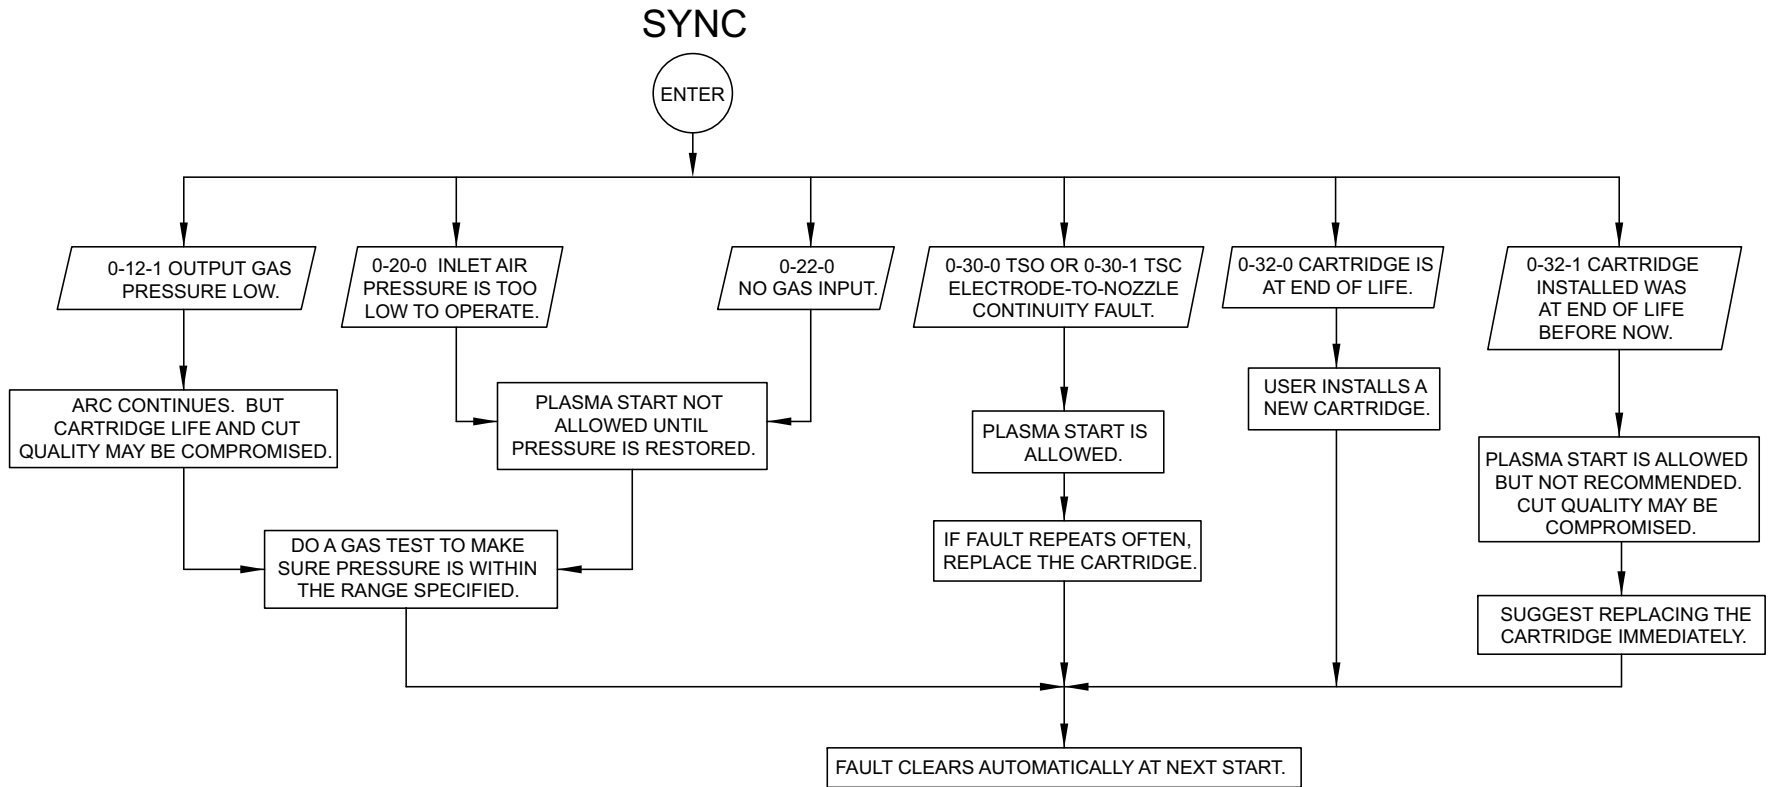 SYNC
ENTER
0-12-1 OUTPUT GAS
PRESSURE LOW.
0-20-0 INLET AIR
PRESSURE IS TOO
LOW TO OPERATE.
0-22-0
NO GAS INPUT.
0-30-0 TSO OR 0-30-1 TSC
ELECTRODE-TO-NOZZLE
CONTINUITY FAULT.
0-32-0 CARTRIDGE IS
AT END OF LIFE.
0-32-1 CARTRIDGE
INSTALLED WAS
AT END OF LIFE
BEFORE NOW.
ARC CONTINUES. BUT
CARTRIDGE LIFE AND CUT
QUALITY MAY BE COMPROMISED.
PLASMA START NOT
ALLOWED UNTIL
PRESSURE IS RESTORED.
PLASMA START IS
ALLOWED.
USER INSTALLS A
NEW CARTRIDGE.
PLASMA START IS ALLOWED
BUT NOT RECOMMENDED.
CUT QUALITY MAY BE
COMPROMISED.
DO A GAS TEST TO MAKE
SURE PRESSURE IS WITHIN
THE RANGE SPECIFIED.
IF FAULT REPEATS OFTEN,
REPLACE THE CARTRIDGE.
SUGGEST REPLACING THE
CARTRIDGE IMMEDIATELY.
FAULT CLEARS AUTOMATICALLY AT NEXT START.